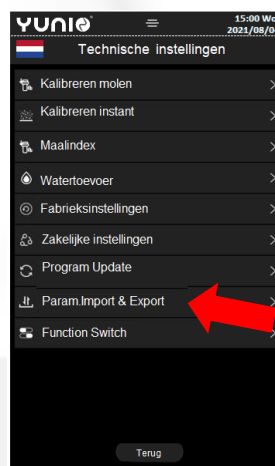 YUNIO 15:00 We
2021/08/0
Technische instellingen
Kalibreren molen
Kalibreren instant
Maalindex
Watertoevoer
Fabrieksinstellingen
Zakelijke instellingen
Program Update
Param.Import & Export
Function Switch
Terug